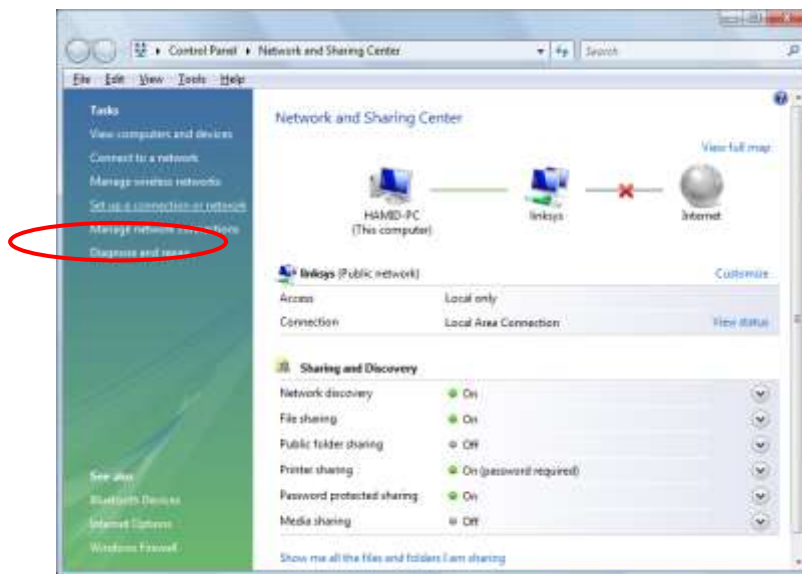 Control Panel ▸ Network and Sharing Center
Search
File Edit View Tools Help
Tasks
View computers and devices
Connect to a network
Manage wireless networks
Set up a connection or network
Manage network connections
Diagnose and repair
See also
Bluetooth Devices
Internet Options
Windows Firewall
Network and Sharing Center
View full map
HAMID-PC
(This computer)
linksys
Internet
linksys (Public network)
Customize
Access Local only
Connection Local Area Connection View status
Sharing and Discovery
Network discovery On
File sharing On
Public folder sharing Off
Printer sharing On (password required)
Password protected sharing On
Media sharing Off
Show me all the files and folders I am sharing